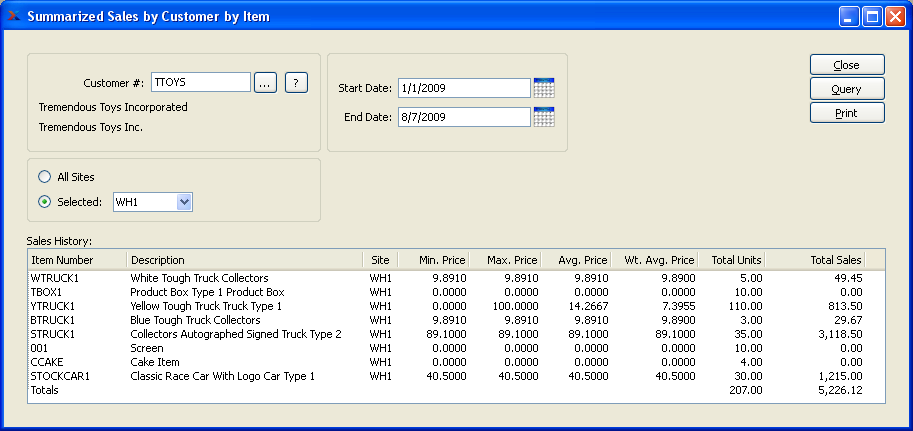 Summarized Sales by Customer by Item
Customer #: TTOYS ... ?
Tremendous Toys Incorporated
Tremendous Toys Inc.
Start Date: 1/1/2009
End Date: 8/7/2009
Close
Query
Print
All Sites
Selected: WH1
Sales History:
Item Number Description Site Min. Price Max. Price Avg. Price Wt. Avg. Price Total Units Total Sales
WTRUCK1 White Tough Truck Collectors WH1 9.8910 9.8910 9.8910 9.8900 5.00 49.45
TBOX1 Product Box Type 1 Product Box WH1 0.0000 0.0000 0.0000 0.0000 10.00 0.00
YTRUCK1 Yellow Tough Truck Truck Type 1 WH1 0.0000 100.0000 14.2667 7.3955 110.00 813.50
BTRUCK1 Blue Tough Truck Collectors WH1 9.8910 9.8910 9.8910 9.8900 3.00 29.67
STRUCK1 Collectors Autographed Signed Truck Type 2 WH1 89.1000 89.1000 89.1000 89.1000 35.00 3,118.50
001 Screen WH1 0.0000 0.0000 0.0000 0.0000 10.00 0.00
CCAKE Cake Item WH1 0.0000 0.0000 0.0000 0.0000 4.00 0.00
STOCKCAR1 Classic Race Car With Logo Car Type 1 WH1 40.5000 40.5000 40.5000 40.5000 30.00 1,215.00
Totals 207.00 5,226.12